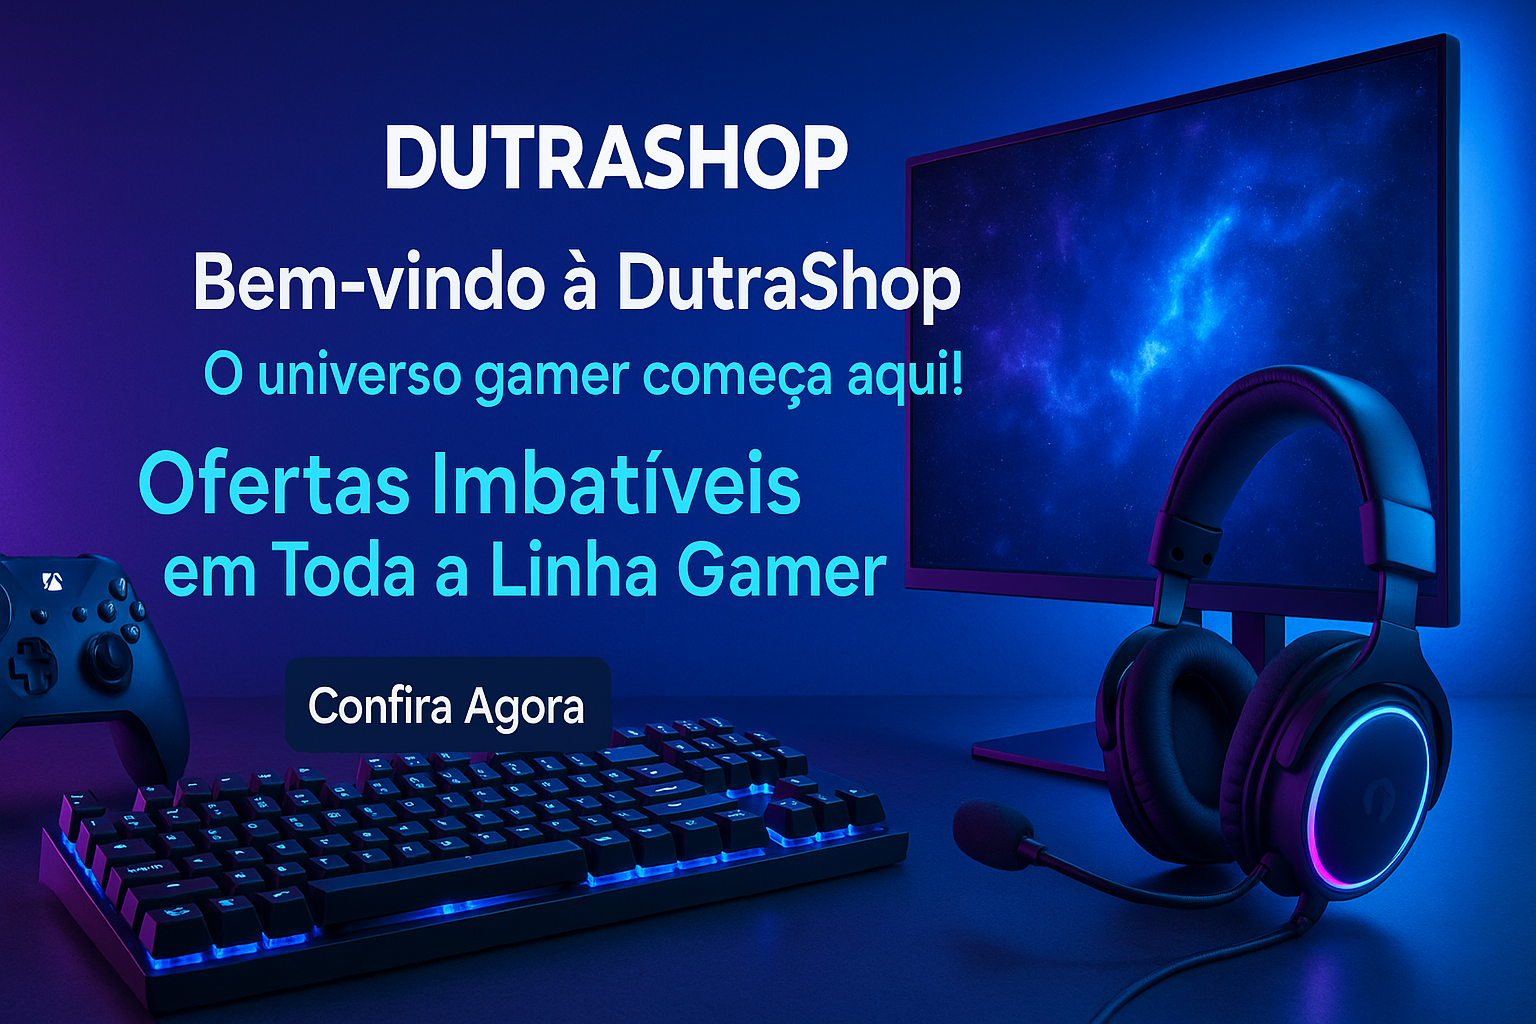 DUTRASHOP
Bem-vindo à DutraShop
O universo gamer começa aqui!
Ofertas Imbatíveis
em Toda a Linha Gamer
Confira Agora